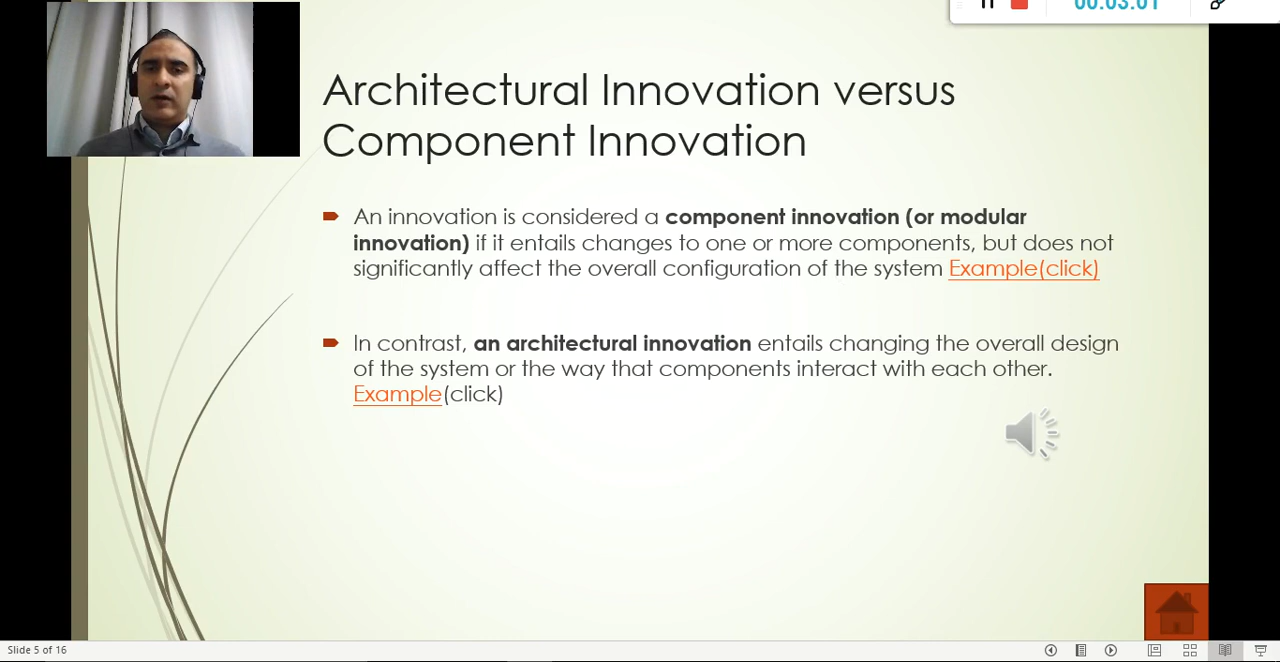 00:03:01
Architectural Innovation versus
Component Innovation
An innovation is considered a component innovation (or modular
innovation) if it entails changes to one or more components, but does not
significantly affect the overall configuration of the system Example(click)
In contrast, an architectural innovation entails changing the overall design
of the system or the way that components interact with each other.
Example(click)
Slide 5 of 16